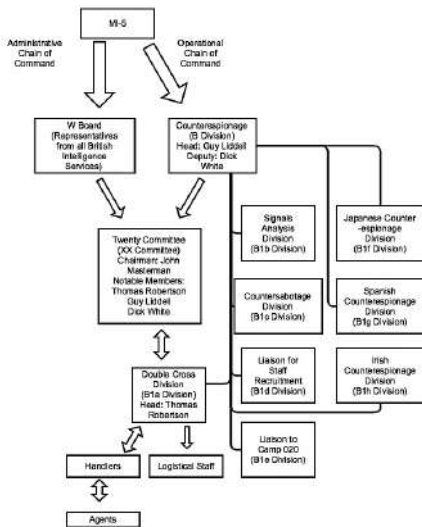 MI-5
Administrative
Chain of
Command
Operational
Chain of
Command
W Board
(Representatives
from all British
Intelligence
Services)
Counterespionage
(B Division)
Head: Guy Liddell
Deputy: Dick
White
Twenty Committee
(XX Committee)
Chairman: John
Masterman
Notable Members:
Thomas Robertson
Guy Liddell
Dick White
Signals
Analysis
Division
(B1b Division)
Japanese Counter
-espionage
Division
(B1f Division)
Countersabotage
Division
(B1c Division)
Spanish
Counterespionage
Division
(B1g Division)
Double Cross
Division
(B1a Division)
Head: Thomas
Robertson
Liaison for
Staff
Recruitment
(B1d Division)
Irish
Counterespionage
Division
(B1h Division)
Liaison to
Camp 020
(B1e Division)
Handlers
Logistical Staff
Agents